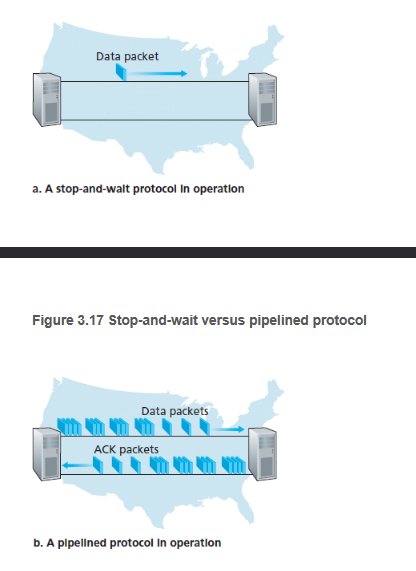 Data packet
a. A stop-and-wait protocol in operation
Figure 3.17 Stop-and-wait versus pipelined protocol
Data packets
ACK packets
b. A pipelined protocol in operation